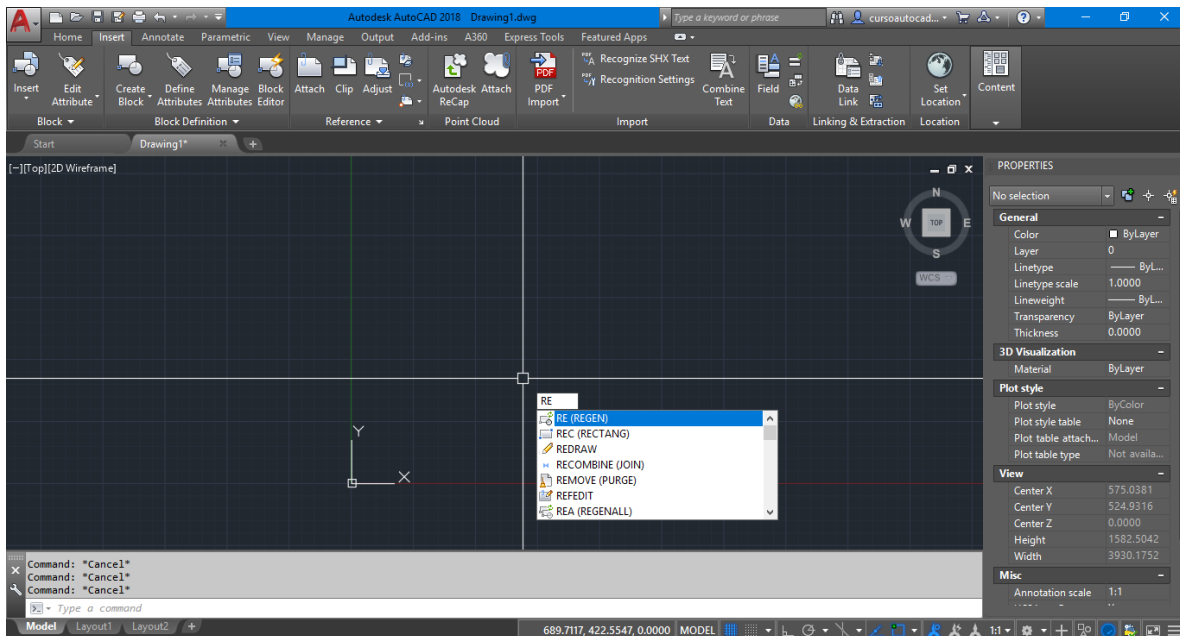 Autodesk AutoCAD 2018 Drawing1.dwg
Type a keyword or phrase
cursoautocad...
Home Insert Annotate Parametric View Manage Output Add-ins A360 Express Tools Featured Apps
Insert
Edit
Attribute
Create
Block
Define
Attributes
Manage
Attributes
Block
Editor
Attach
Clip
Adjust
Autodesk
ReCap
Attach
PDF
PDF
Import
PDF Recognize SHX Text
PDF Recognition Settings
Combine
Text
Field
Data
Link
Set
Location
Content
Block
Block Definition
Reference
Point Cloud
Import
Data
Linking & Extraction
Location
Start
Drawing1*
[−][Top][2D Wireframe]
N
W
TOP
E
S
WCS
RE
RE (REGEN)
REC (RECTANG)
REDRAW
RECOMBINE (JOIN)
REMOVE (PURGE)
REFEDIT
REA (REGENALL)
Y
X
PROPERTIES
No selection
General
Color ByLayer
Layer 0
Linetype ByL...
Linetype scale 1.0000
Lineweight ByL...
Transparency ByLayer
Thickness 0.0000
3D Visualization
Material ByLayer
Plot style
Plot style ByColor
Plot style table None
Plot table attach... Model
Plot table type Not availa...
View
Center X 575.0381
Center Y 524.9316
Center Z 0.0000
Height 1582.5042
Width 3930.1752
Misc
Annotation scale 1:1
Command: *Cancel*
Command: *Cancel*
Command: *Cancel*
Type a command
Model Layout1 Layout2 +
689.7117, 422.5547, 0.0000 MODEL
1:1